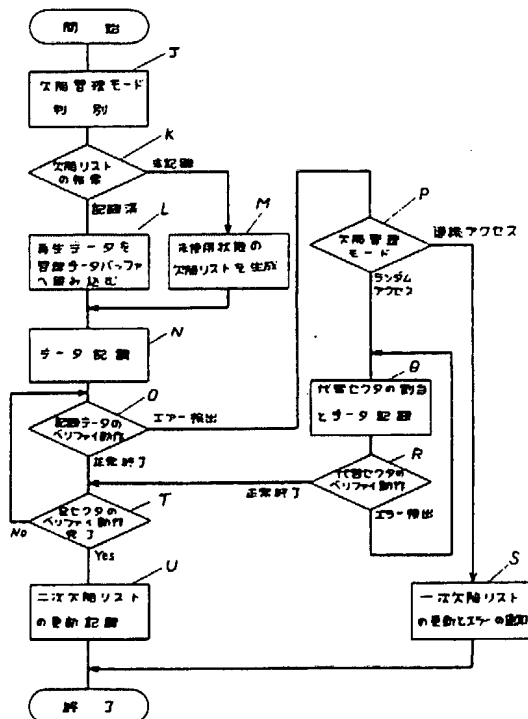 開始
J
欠陥管理モード
判別
K
欠陥リスト
の検索
未記録
記録済
L
再生データを
管理データバッファ
へ読み込む
M
未使用状態の
欠陥リストを生成
N
データ記録
O
記録データの
ベリファイ動作
エラー検出
正常終了
T
全セクタの
ベリファイ動作
完了
No
Yes
U
二次欠陥リスト
の更新記録
終了
P
欠陥管理
モード
連続アクセス
ランダム
アクセス
Q
代替セクタの割当
とデータ記録
R
代替セクタの
ベリファイ動作
正常終了
エラー検出
S
一次欠陥リスト
の更新とエラーの通知